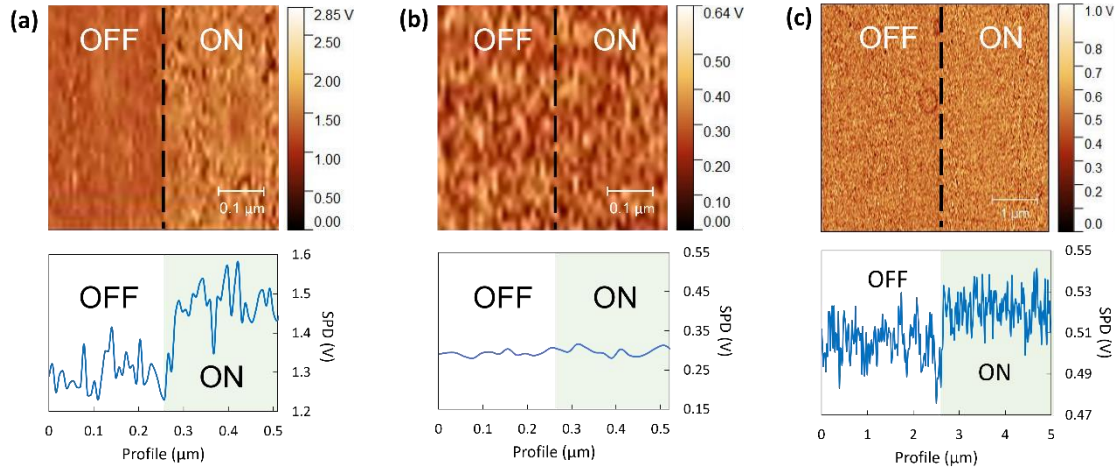 (a)
OFF ON
0.1 µm
2.85 V
2.50
2.00
1.50
1.00
0.50
0.00
(b)
OFF ON
0.1 µm
0.64 V
0.50
0.40
0.30
0.20
0.10
0.00
(c)
OFF ON
1 µm
1.0 V
0.8
0.7
0.6
0.5
0.4
0.3
0.2
0.0
OFF
ON
1.6
1.5
1.4
1.3
1.2
SPD (V)
0 0.1 0.2 0.3 0.4 0.5
Profile (µm)
OFF ON
0.55
0.45
0.35
0.25
0.15
SPD (V)
0 0.1 0.2 0.3 0.4 0.5
Profile (µm)
OFF
ON
0.55
0.53
0.51
0.49
0.47
SPD (V)
0 1 2 3 4 5
Profile (µm)